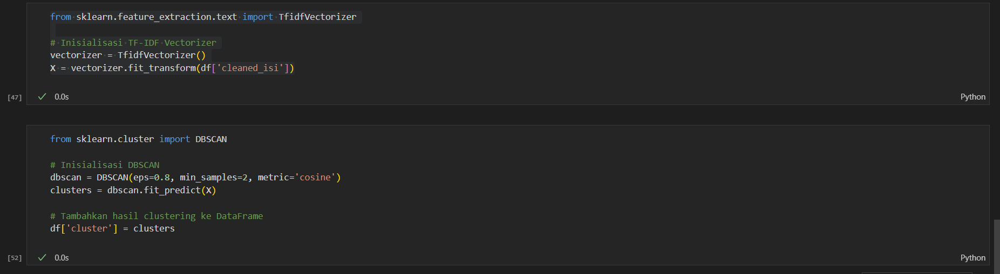 from sklearn.feature_extraction.text import TfidfVectorizer
# Inisialisasi TF-IDF Vectorizer
vectorizer = TfidfVectorizer()
X = vectorizer.fit_transform(df['cleaned_isi'])
[47] ✓ 0.0s Python
from sklearn.cluster import DBSCAN
# Inisialisasi DBSCAN
dbscan = DBSCAN(eps=0.8, min_samples=2, metric='cosine')
clusters = dbscan.fit_predict(X)
# Tambahkan hasil clustering ke DataFrame
df['cluster'] = clusters
[52] ✓ 0.0s Python